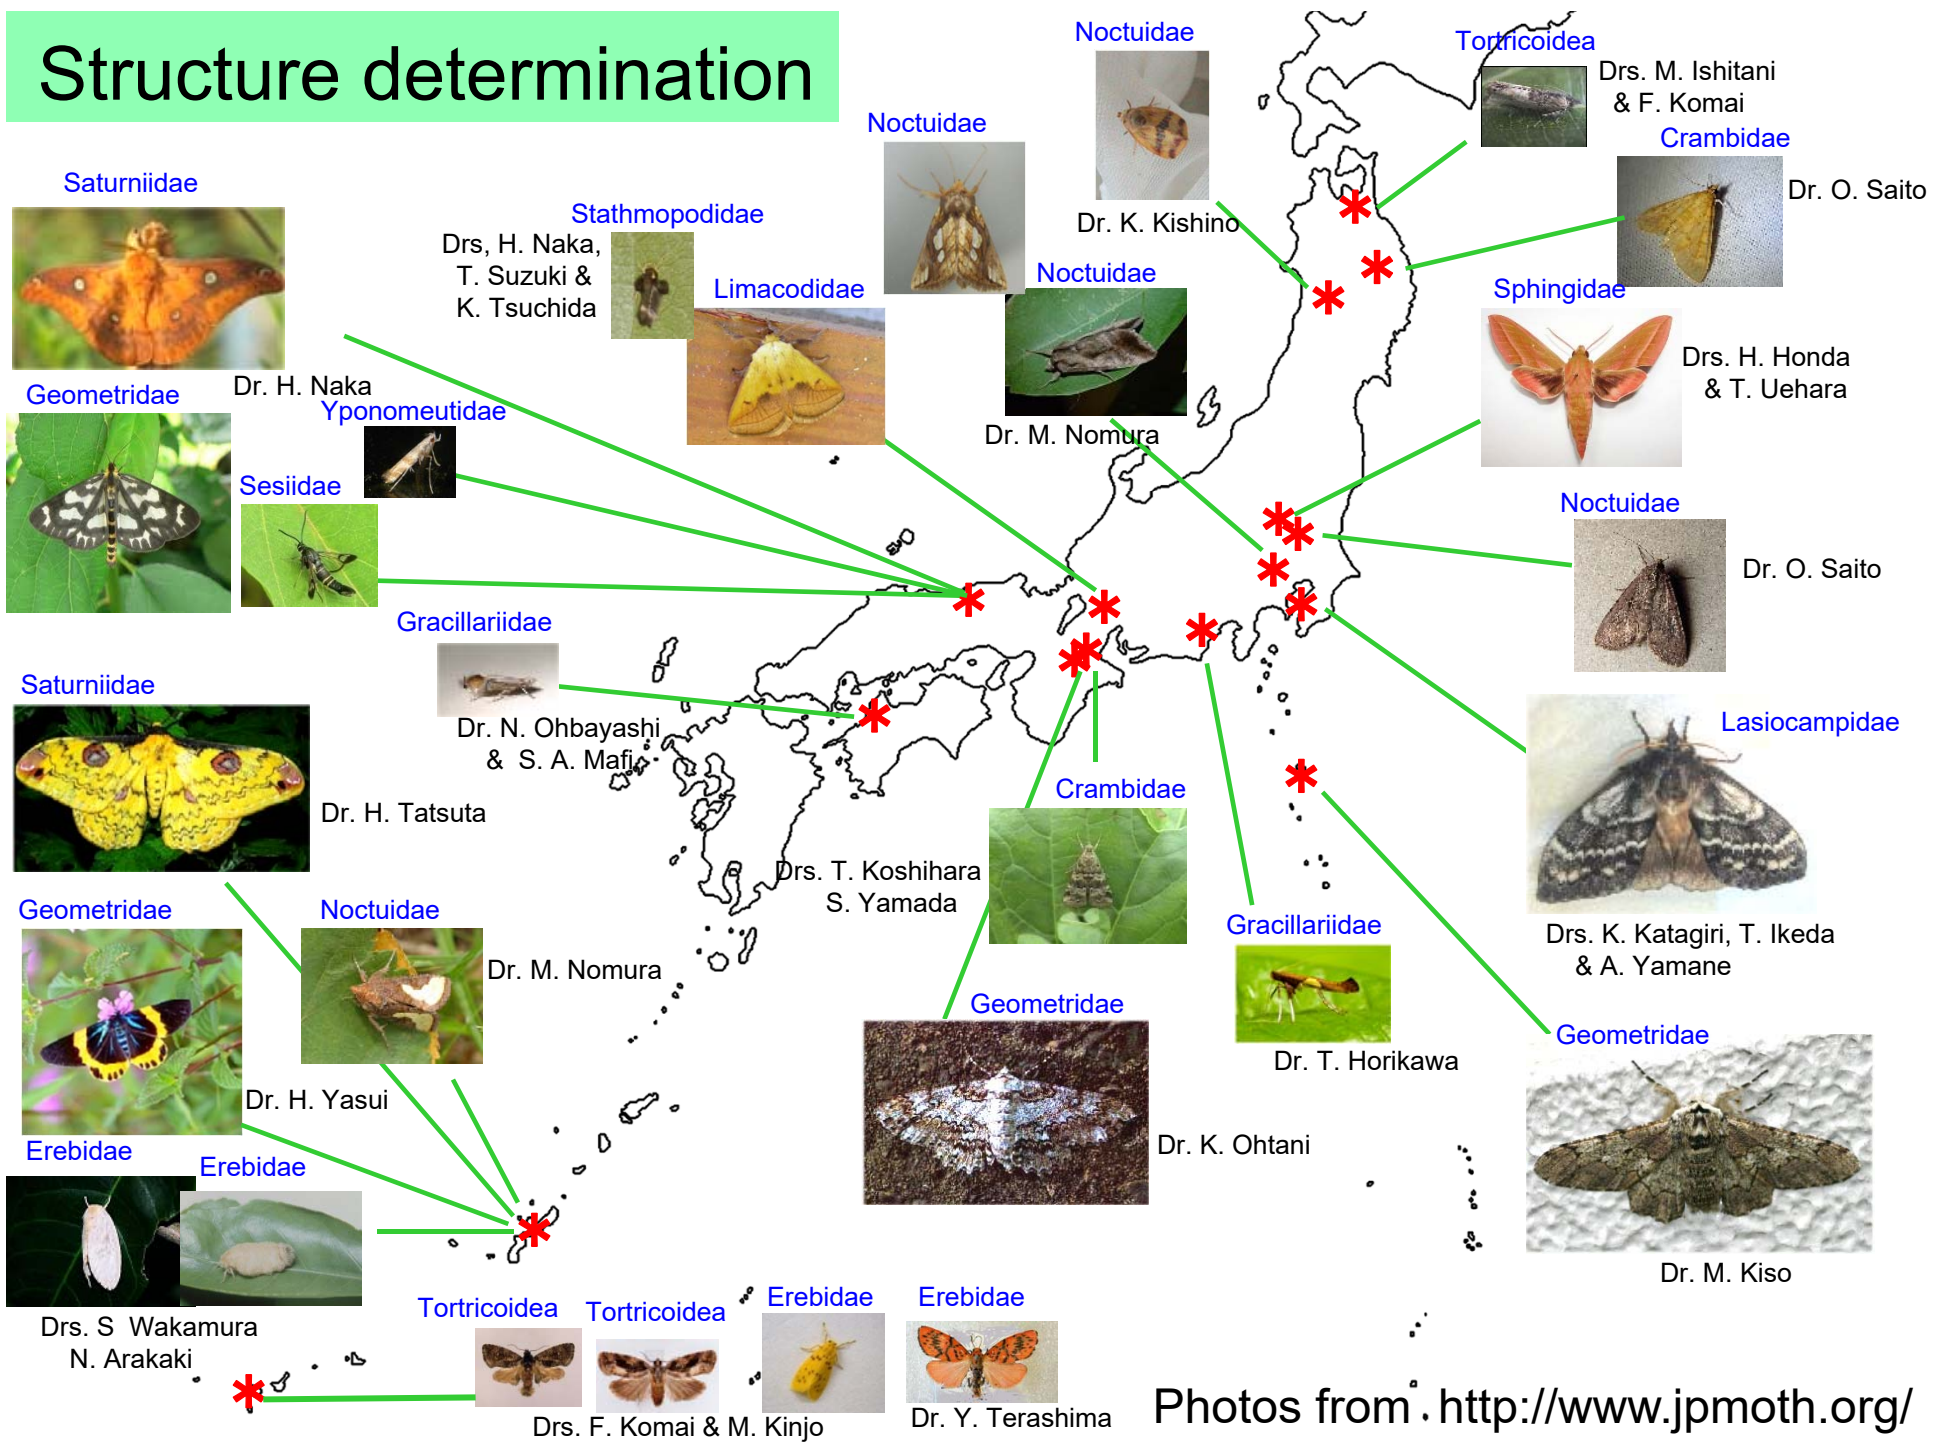 Structure determination
Noctuidae
Tortricoidea
Drs. M. Ishitani
& F. Komai
Noctuidae
Crambidae
Dr. O. Saito
Saturniidae
Stathmopodidae
Drs, H. Naka,
T. Suzuki &
K. Tsuchida
Dr. K. Kishino
Limacodidae
Noctuidae
Sphingidae
Drs. H. Honda
& T. Uehara
Dr. H. Naka
Geometridae
Yponomeutidae
Dr. M. Nomura
Sesiidae
Noctuidae
Dr. O. Saito
Gracillariidae
Dr. N. Ohbayashi
& S. A. Mafi
Saturniidae
Dr. H. Tatsuta
Lasiocampidae
Drs. K. Katagiri, T. Ikeda
& A. Yamane
Crambidae
Drs. T. Koshihara
S. Yamada
Geometridae
Noctuidae
Dr. M. Nomura
Gracillariidae
Dr. T. Horikawa
Geometridae
Dr. K. Ohtani
Geometridae
Dr. M. Kiso
Dr. H. Yasui
Erebidae
Erebidae
Drs. S Wakamura
N. Arakaki
Tortricoidea
Tortricoidea
Erebidae
Erebidae
Drs. F. Komai & M. Kinjo
Dr. Y. Terashima
Photos from http://www.jpmoth.org/